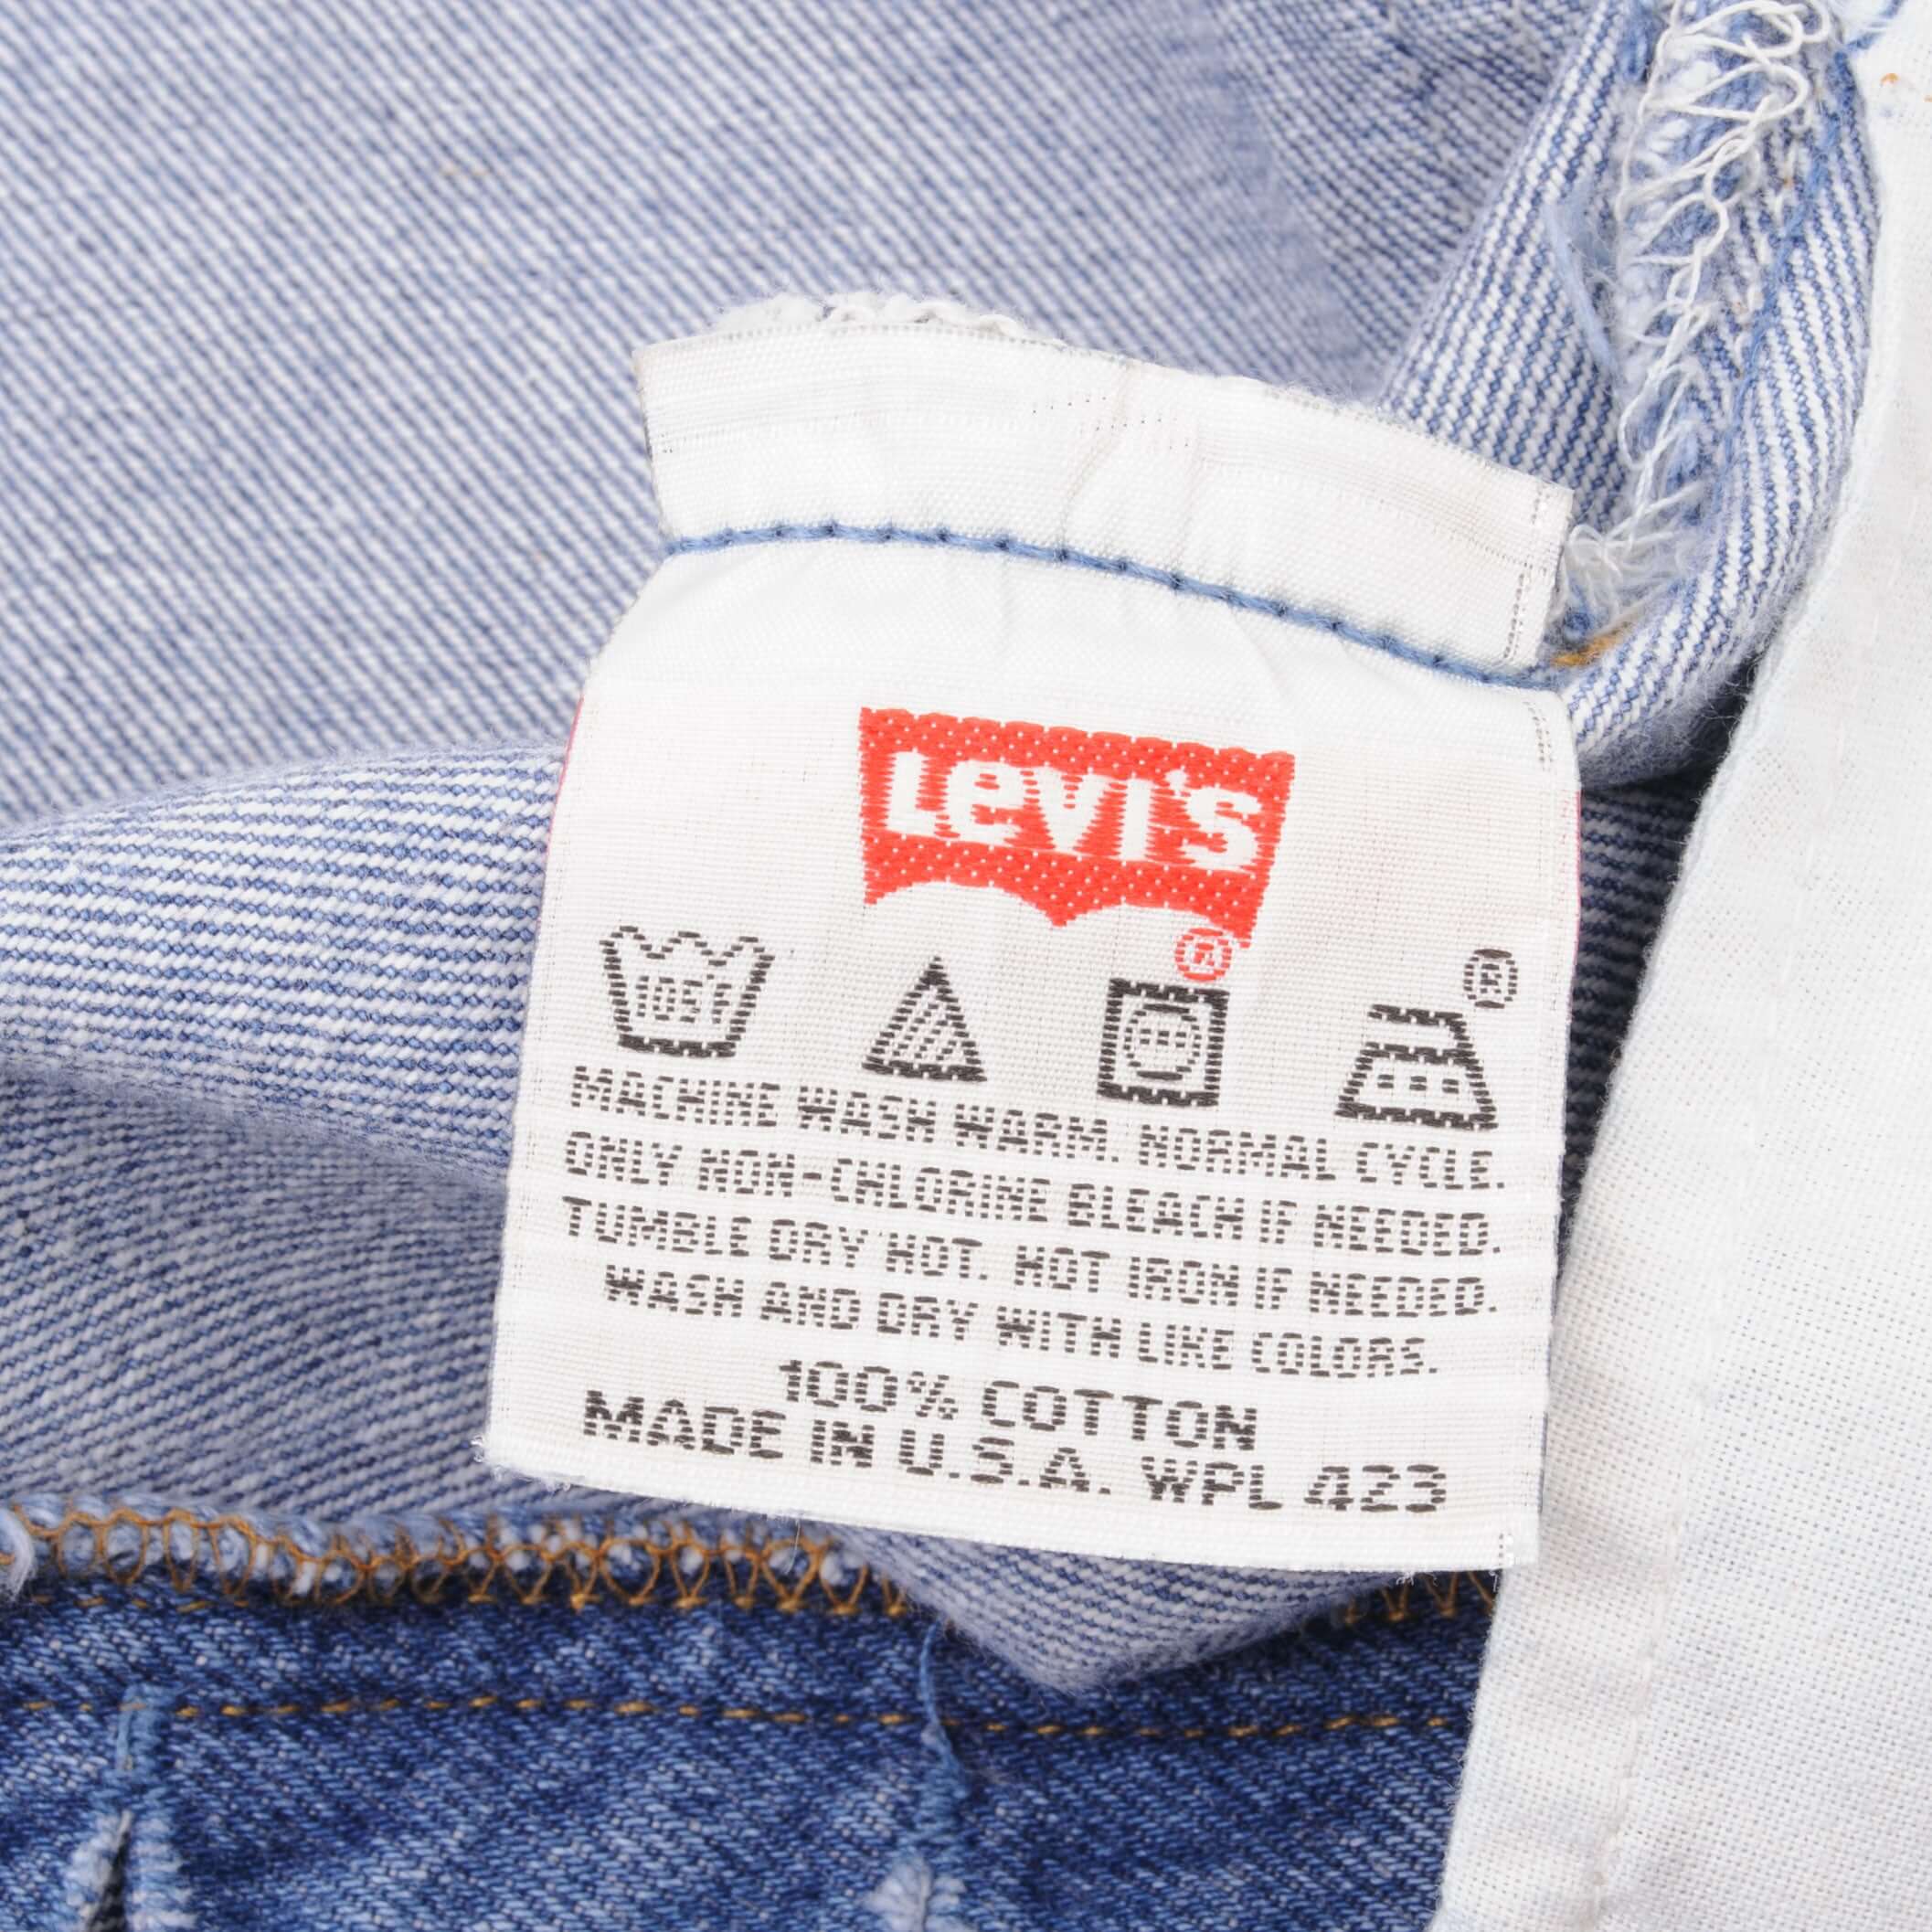 LEVI'S
®
105°F
®
MACHINE WASH WARM. NORMAL CYCLE.
ONLY NON-CHLORINE BLEACH IF NEEDED.
TUMBLE DRY HOT. HOT IRON IF NEEDED.
WASH AND DRY WITH LIKE COLORS.
100% COTTON
MADE IN U.S.A. WPL 423